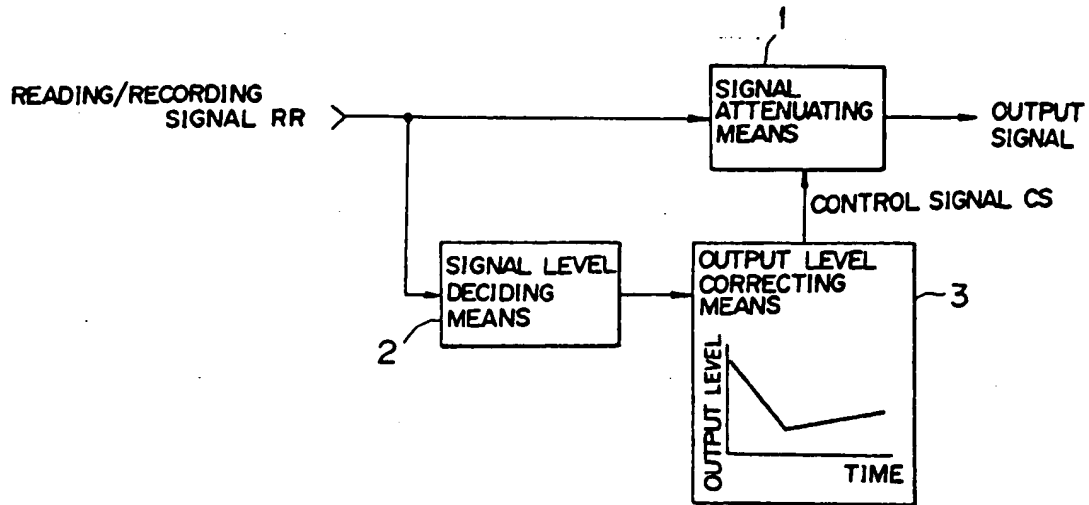 1
READING/RECORDING
SIGNAL RR
SIGNAL
ATTENUATING
MEANS
OUTPUT
SIGNAL
CONTROL SIGNAL CS
SIGNAL LEVEL
DECIDING
MEANS
2
OUTPUT LEVEL
CORRECTING
MEANS
3
OUTPUT LEVEL
TIME